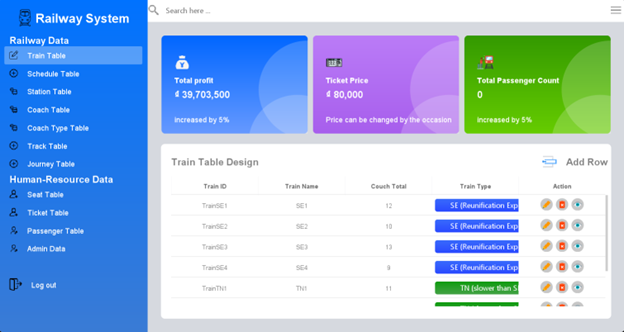 Railway System
Search here ...
Railway Data
Train Table
Schedule Table
Station Table
Coach Table
Coach Type Table
Track Table
Journey Table
Human-Resource Data
Seat Table
Ticket Table
Passenger Table
Admin Data
Log out
Total profit
₫ 39,703,500
Increased by 5%
Ticket Price
₫ 80,000
Price can be changed by the occasion
Total Passenger Count
0
Increased by 5%
Train Table Design
Add Row
Train ID Train Name Couch Total Train Type Action
TrainSE1 SE1 12 SE (Reunification Exp
TrainSE2 SE2 10 SE (Reunification Exp
TrainSE3 SE3 13 SE (Reunification Exp
TrainSE4 SE4 9 SE (Reunification Exp
TrainTN1 TN1 11 TN (slower than S